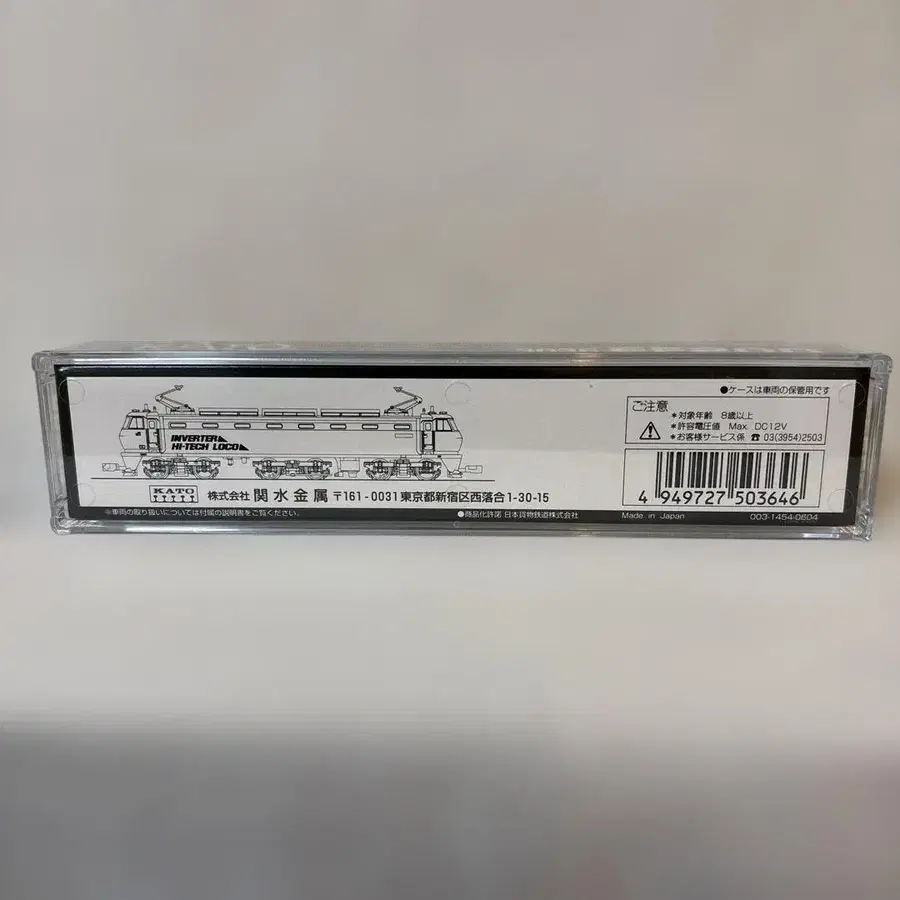 ●ケースは車両の保管用です
ご注意
*対象年齢 8歳以上
*許容電圧値 Max DC12V
*お客様サービス係 ☎ 03(3954)2503
INVERTER
HI-TECH LOCO
KATO
株式会社 関水金属 〒161-0031 東京都新宿区西落合1-30-15
4 949727 503646
※車両の取り扱いについては付属の説明書をご覧ください。
●商品化許諾 日本貨物鉄道株式会社
Made in Japan
003-1454-0604